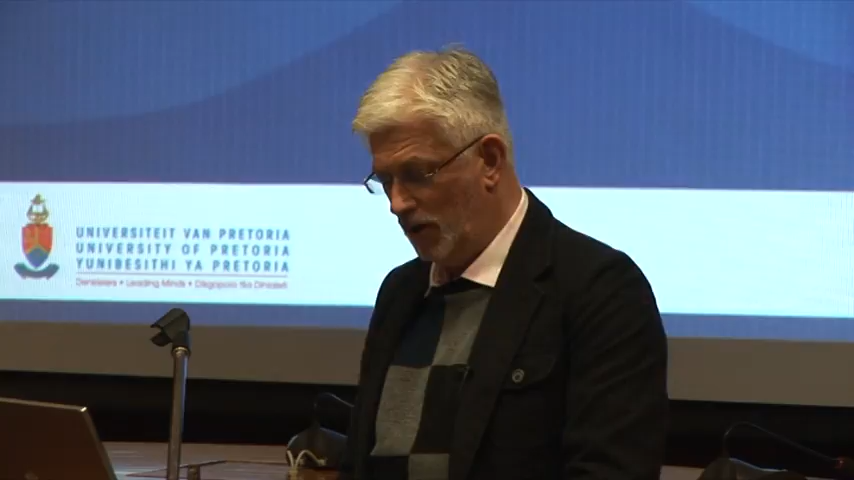 UNIVERSITEIT VAN PRETORIA
UNIVERSITY OF PRETORIA
YUNIBESITHI YA PRETORIA
Denkleiers • Leading Minds • Dikgopolo tša Dihlalefi